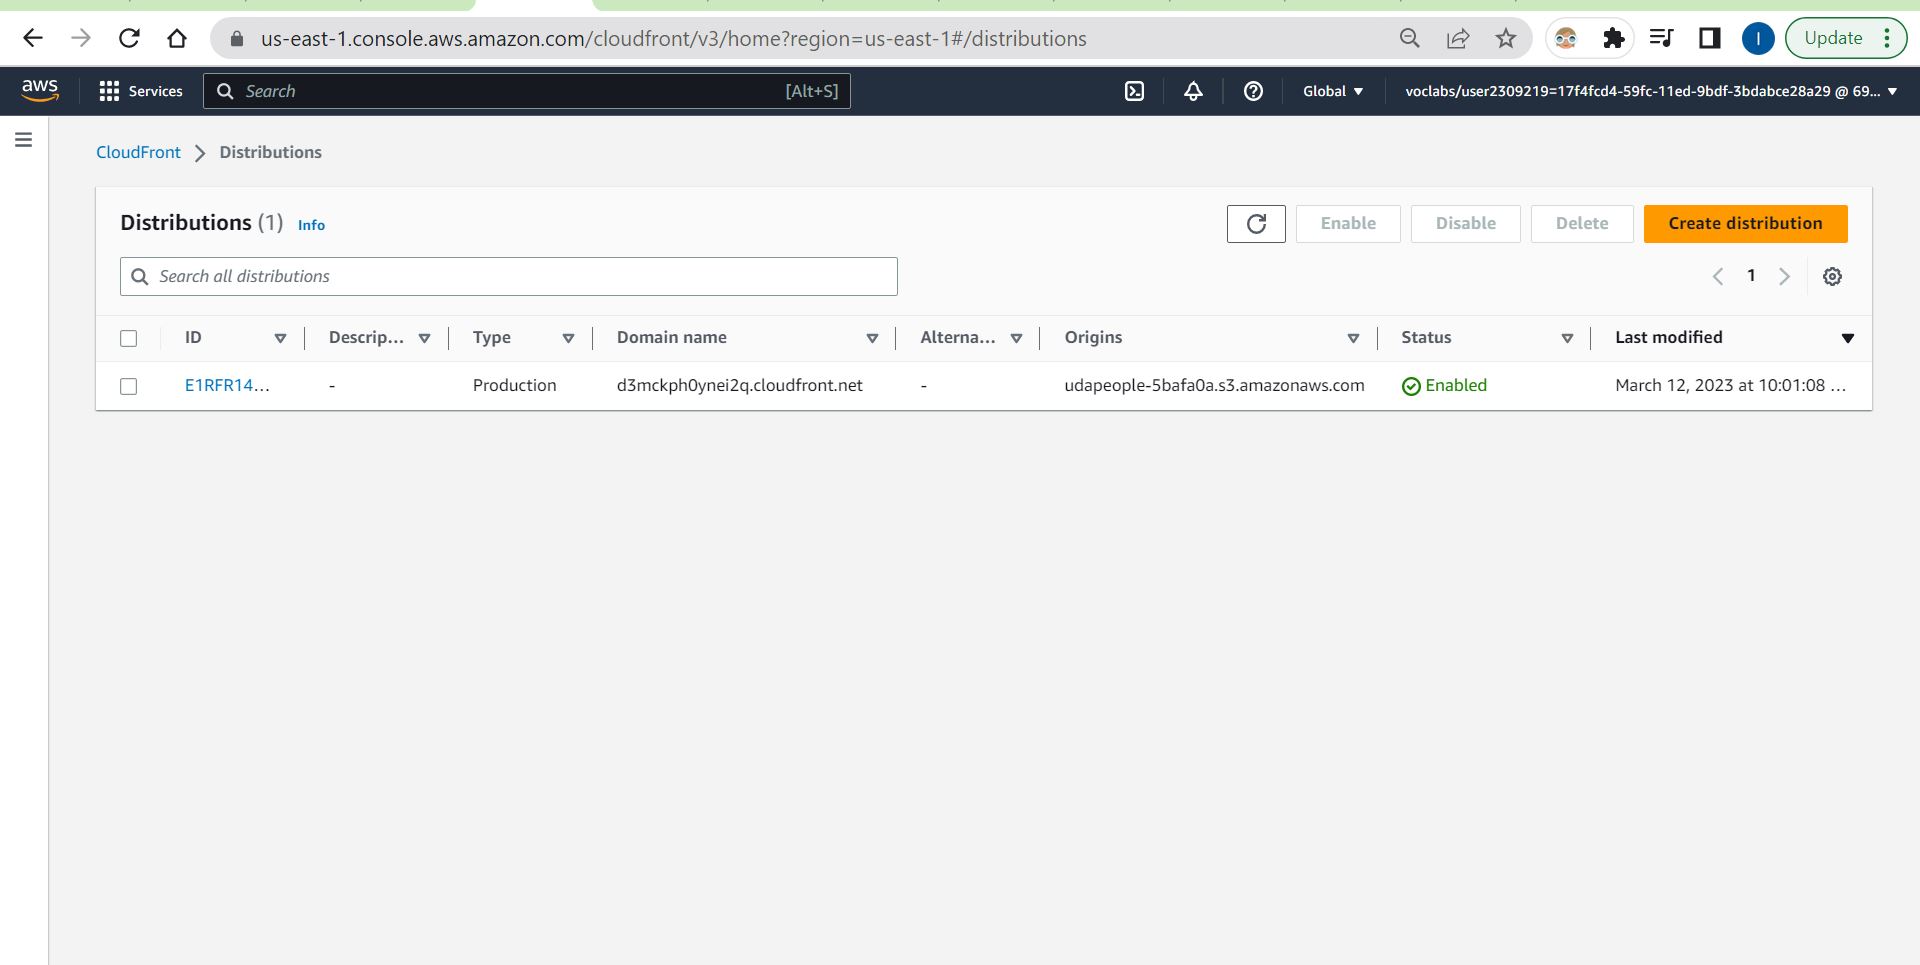 us-east-1.console.aws.amazon.com/cloudfront/v3/home?region=us-east-1#/distributions
I
Update
aws
Services
Search
[Alt+S]
Global
voclabs/user2309219=17f4fcd4-59fc-11ed-9bdf-3bdabce28a29 @ 69...
CloudFront
Distributions
Distributions (1) Info
Enable
Disable
Delete
Create distribution
Search all distributions
1
ID
Descrip...
Type
Domain name
Alterna...
Origins
Status
Last modified
E1RFR14...
-
Production
d3mckph0ynei2q.cloudfront.net
-
udapeople-5bafa0a.s3.amazonaws.com
Enabled
March 12, 2023 at 10:01:08 ...